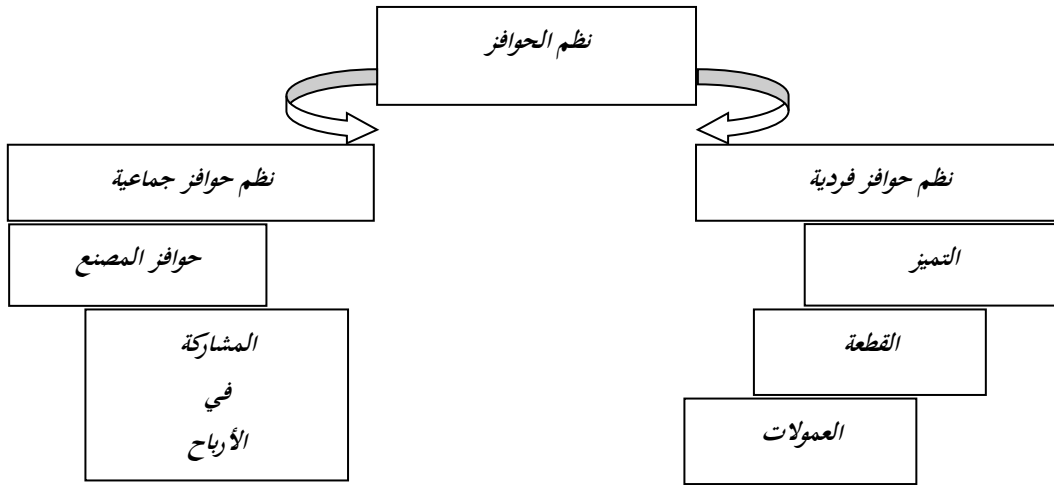 نظم الحوافز
نظم حوافز فردية
نظم حوافز جماعية
التميز
حوافز المصنع
القطعة
المشاركة
في
الأرباح
العمولات